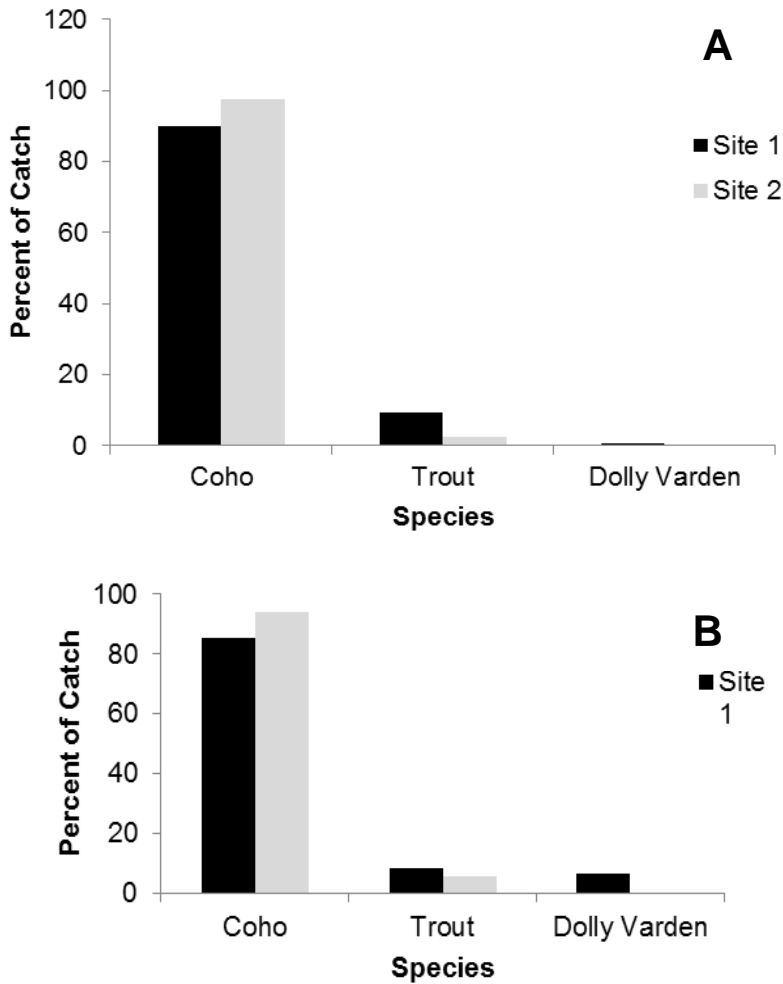 120
100
80
60
40
20
0
Percent of Catch
A
Site 1
Site 2
Coho Trout Dolly Varden
Species
100
80
60
40
20
0
Percent of Catch
B
Site
1
Coho Trout Dolly Varden
Species